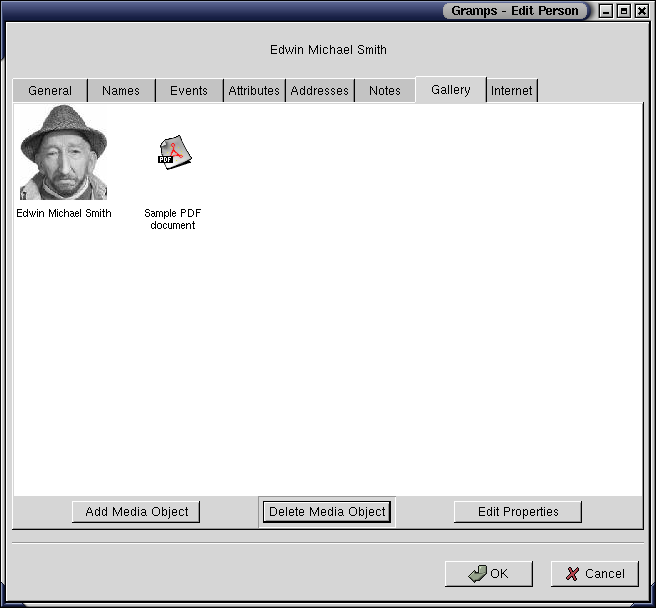 Gramps - Edit Person
Edwin Michael Smith
General Names Events Attributes Addresses Notes Gallery Internet
PDF
Edwin Michael Smith
Sample PDF
document
Add Media Object Delete Media Object Edit Properties
OK Cancel